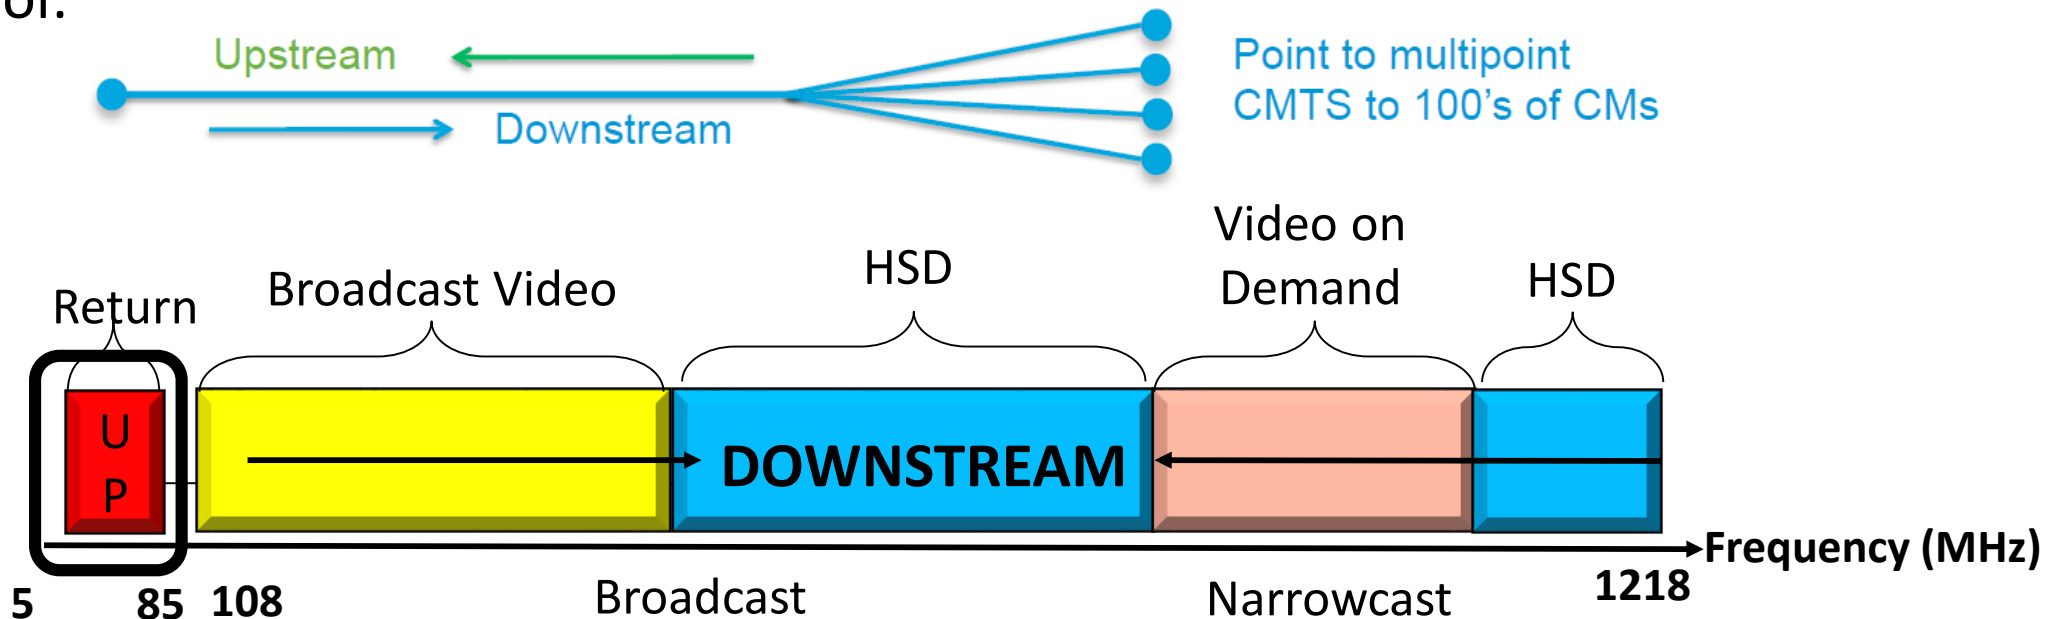 of:
Upstream
Downstream
Point to multipoint
CMTS to 100's of CMs
Return
Broadcast Video
HSD
Video on
Demand
HSD
U
P
DOWNSTREAM
Frequency (MHz)
5
85
108
Broadcast
Narrowcast
1218